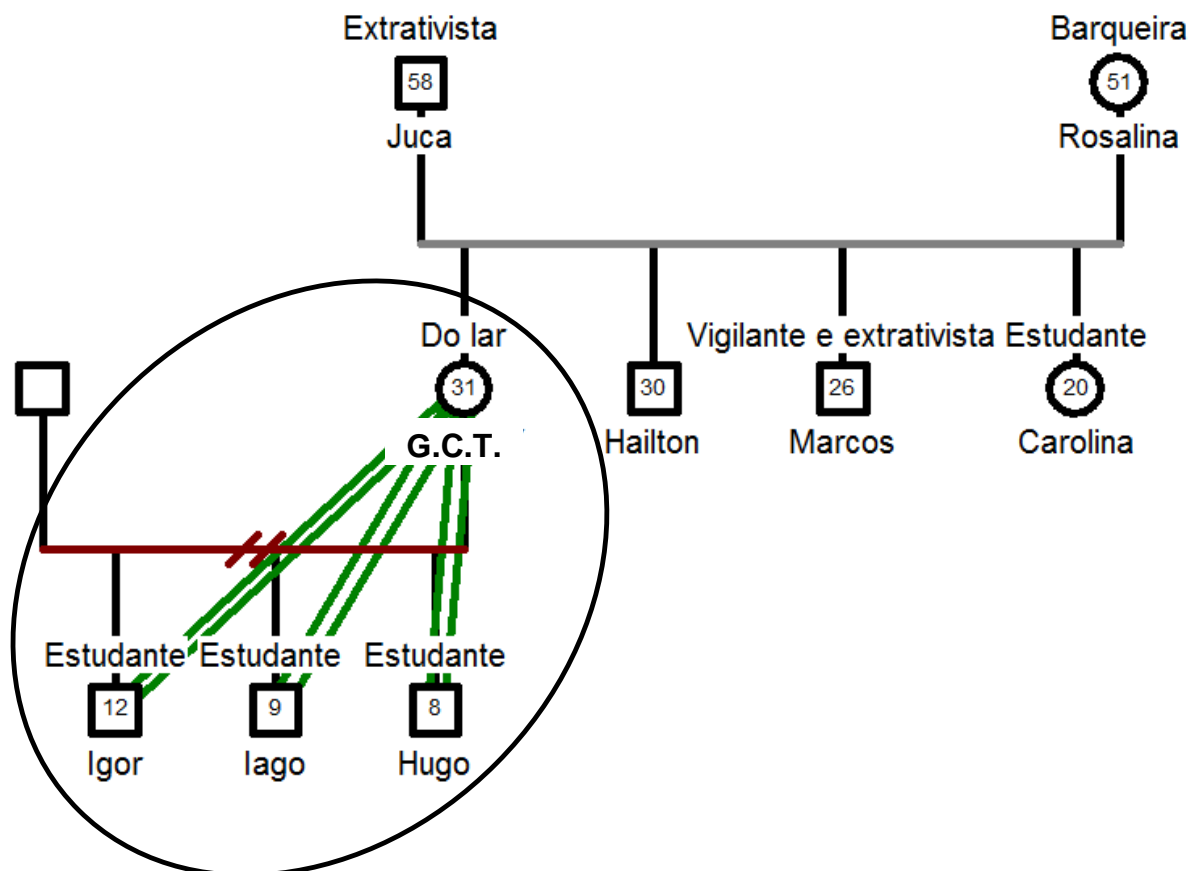 Extrativista
Barqueira
58
51
Juca
Rosalina
Do lar
Vigilante e extrativista
Estudante
31
30
26
20
G.C.T.
Hailton
Marcos
Carolina
Estudante
Estudante
Estudante
12
9
8
Igor
Iago
Hugo